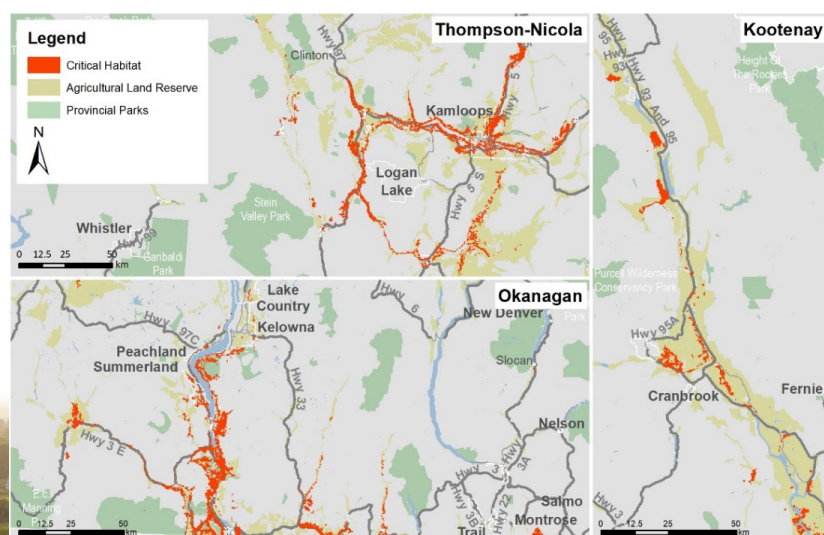 Thompson-Nicola
Legend
Critical Habitat
Agricultural Land Reserve
Provincial Parks
N
Clinton
Hwy 97
Hwy 5
Kamloops
Logan
Lake
Hwy 5 S
Stein
Valley Park
Whistler
Hwy 99
Garibaldi
Park
0 12.5 25 50
km
Okanagan
Lake
Country
Kelowna
Hwy 97C
Peachland
Summerland
Hwy 33
Hwy 6
New Denver
Park
Slocan
Nelson
Hwy 3 E
Hwy 3
Hwy 3A
Hwy 3B
Hwy 22
Salmo
Montrose
Trail
E.c.
Manning
0 12.5 25 50
km
Kootenay
Hwy 95
Hwy 93
Hwy 93 And 95
Height Of
The Rockies
Park
Purcell Wilderness
Conservancy Park
Hwy 95A
Cranbrook
Fernie
Hwy 3
0 12.5 25 50
km